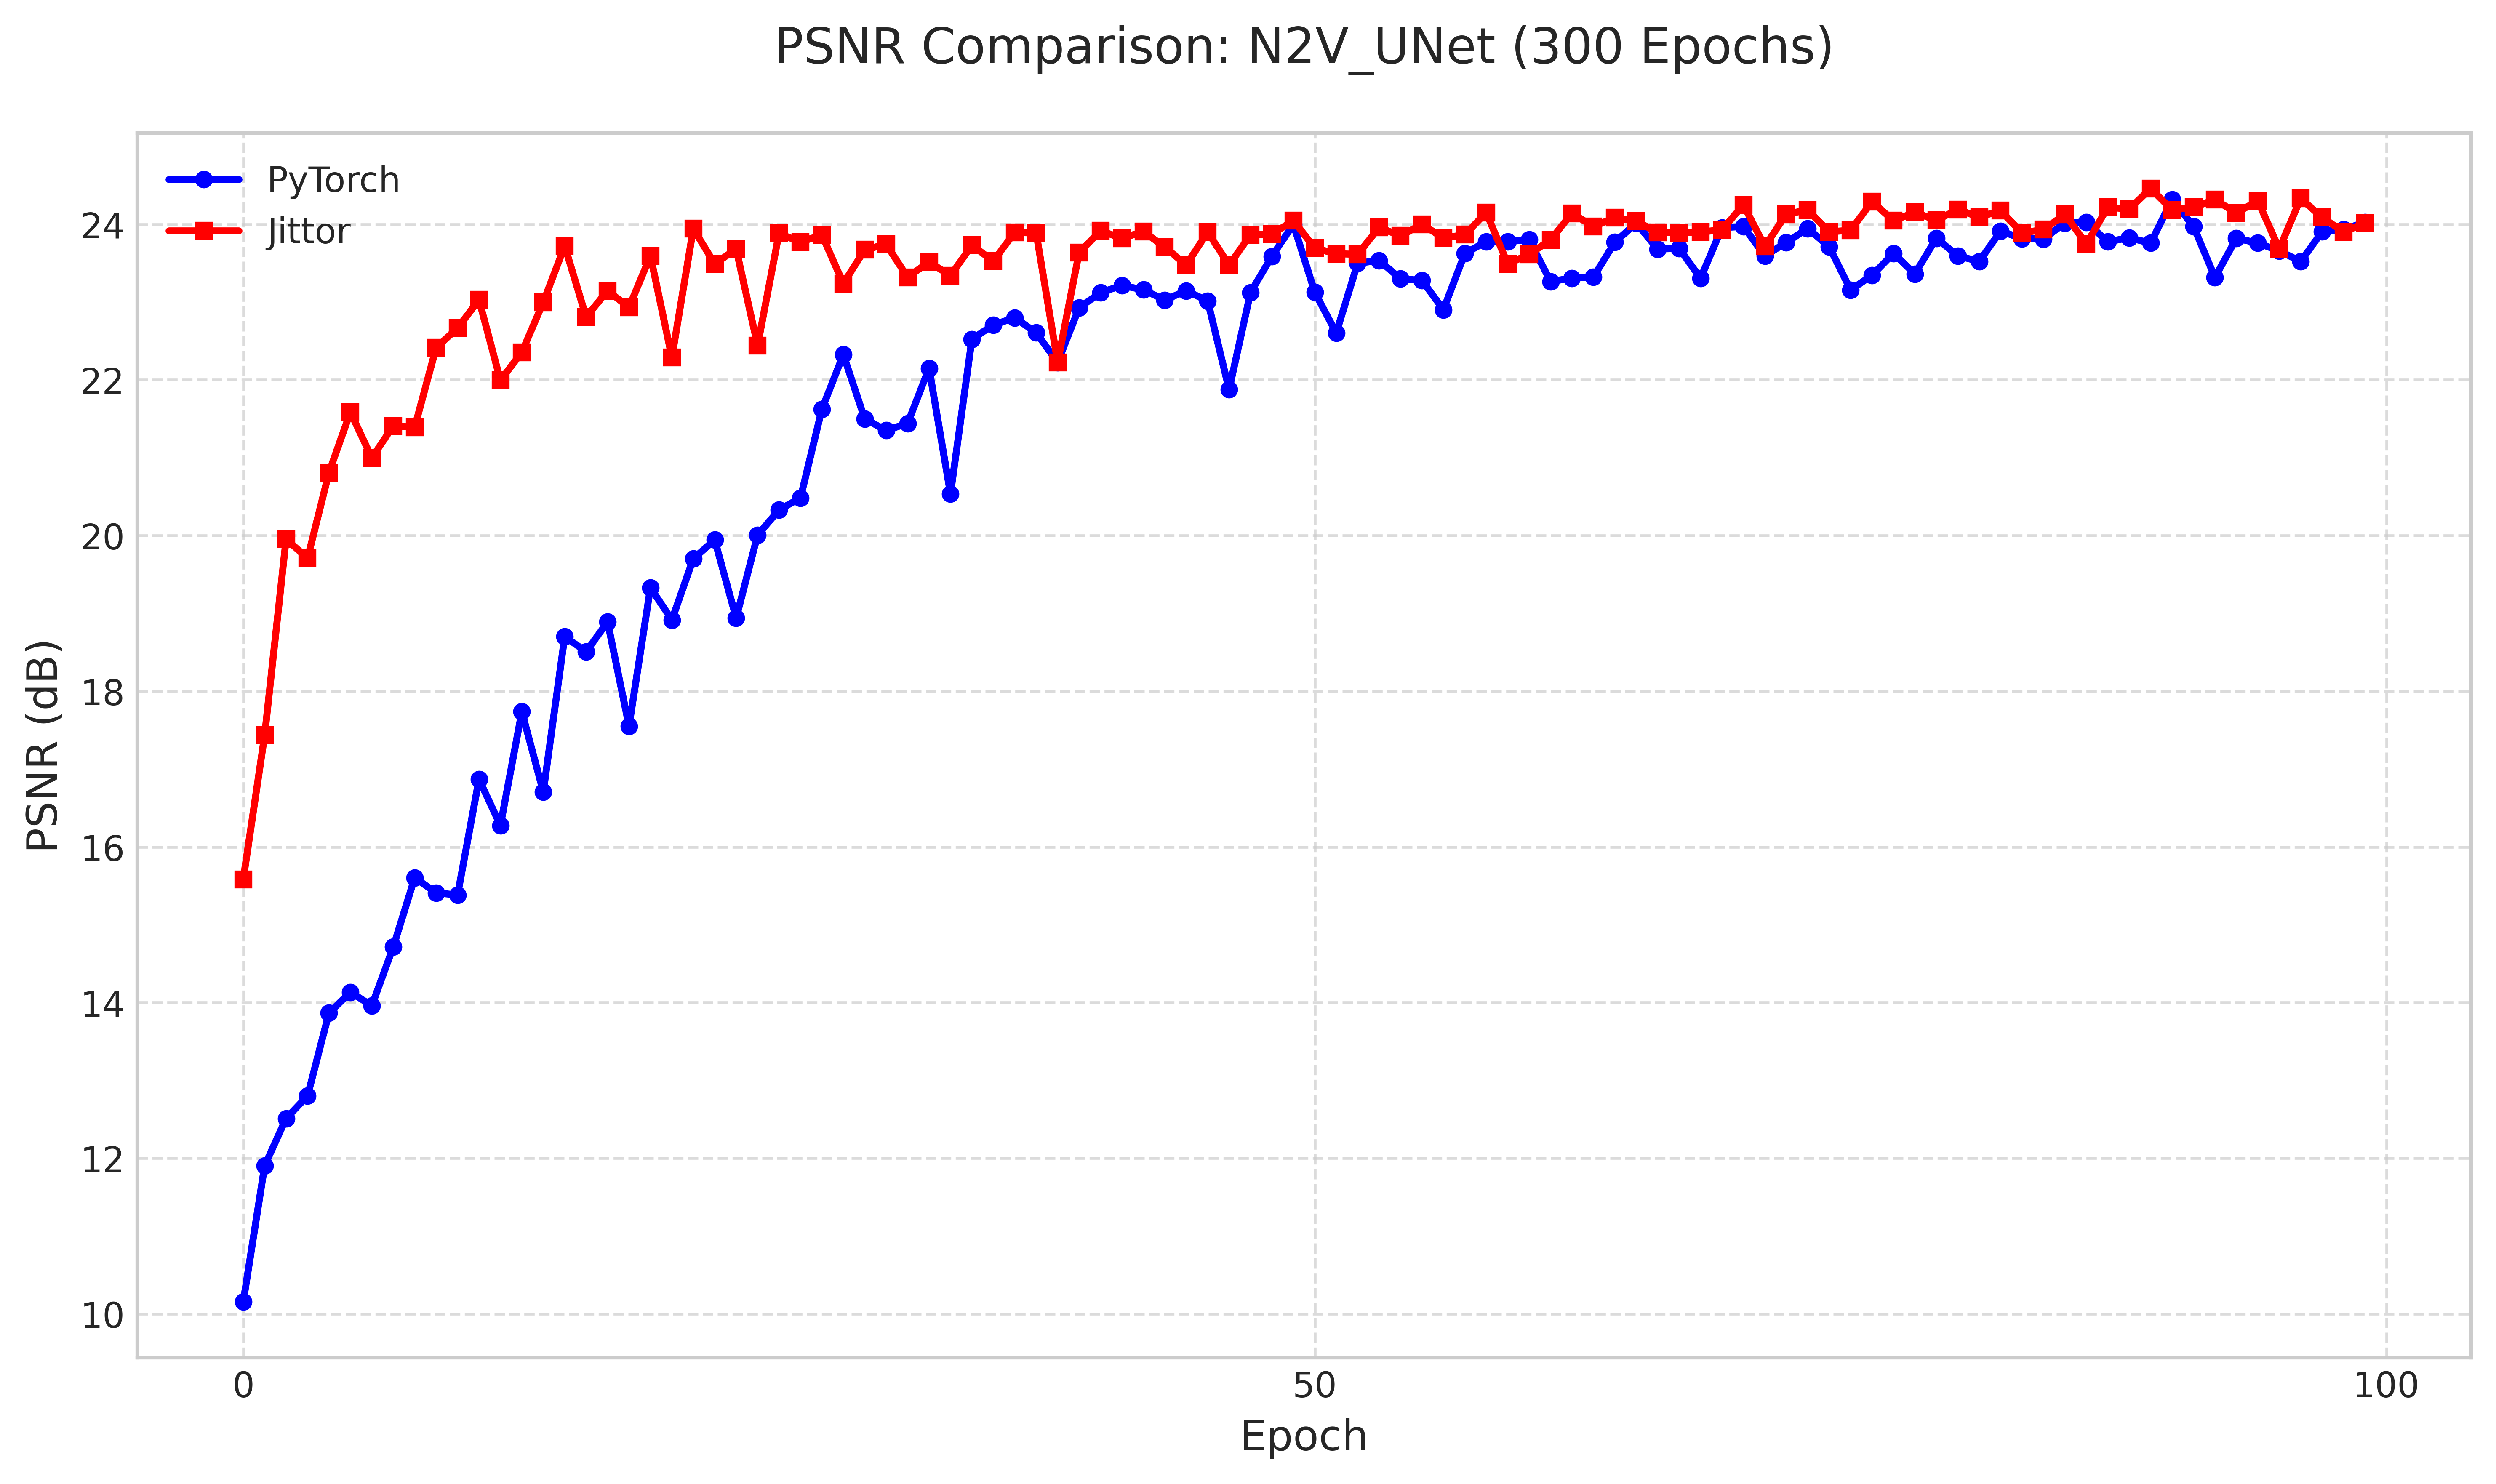 PSNR Comparison: N2V_UNet (300 Epochs)
PyTorch
Jittor
PSNR (dB)
24
22
20
18
16
14
12
10
0
50
100
Epoch